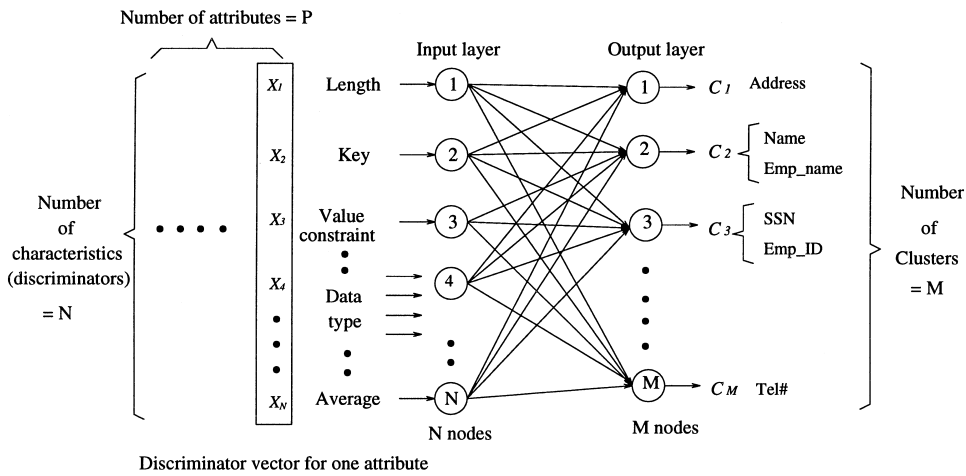 Number of attributes = P
Input layer
Output layer
Number
of
characteristics
(discriminators)
= N
X1
X2
X3
X4
XN
Length
Key
Value
constraint
Data
type
Average
1
2
3
4
N
N nodes
1
2
3
M
M nodes
C1 Address
C2 Name
Emp_name
C3 SSN
Emp_ID
CM Tel#
Number
of
Clusters
= M
Discriminator vector for one attribute